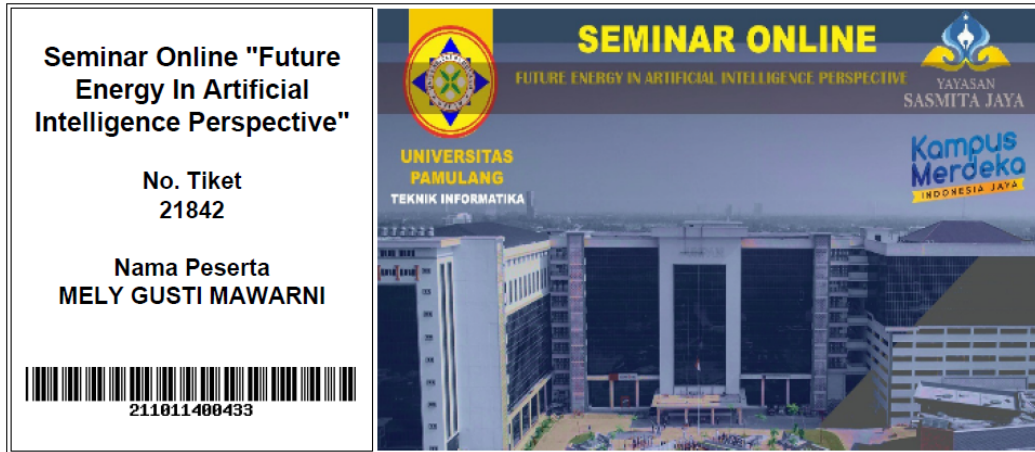 Seminar Online "Future
Energy In Artificial
Intelligence Perspective"
No. Tiket
21842
Nama Peserta
MELY GUSTI MAWARNI
211011400433
SEMINAR ONLINE
FUTURE ENERGY IN ARTIFICIAL INTELLIGENCE PERSPECTIVE
YAYASAN
SASMITA JAYA
UNIVERSITAS
PAMULANG
TEKNIK INFORMATIKA
Kampus
Merdeka
INDONESIA JAYA